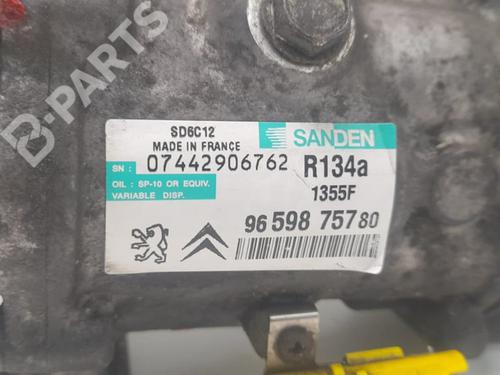 B-PARTS
SD6C12
MADE IN FRANCE
SANDEN
SN : 07442906762
R134a
OIL : SP-10 OR EQUIV.
VARIABLE DISP.
1355F
96 598 757 80